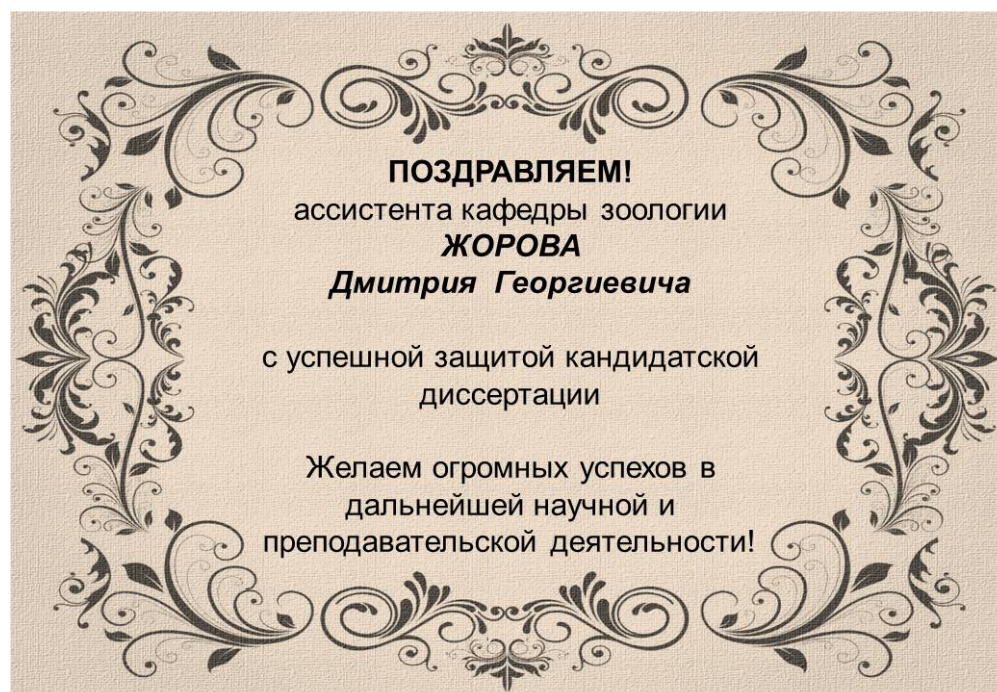 ПОЗДРАВЛЯЕМ!
ассистента кафедры зоологии
ЖОРОВА
Дмитрия Георгиевича
с успешной защитой кандидатской
диссертации
Желаем огромных успехов в
дальнейшей научной и
преподавательской деятельности!